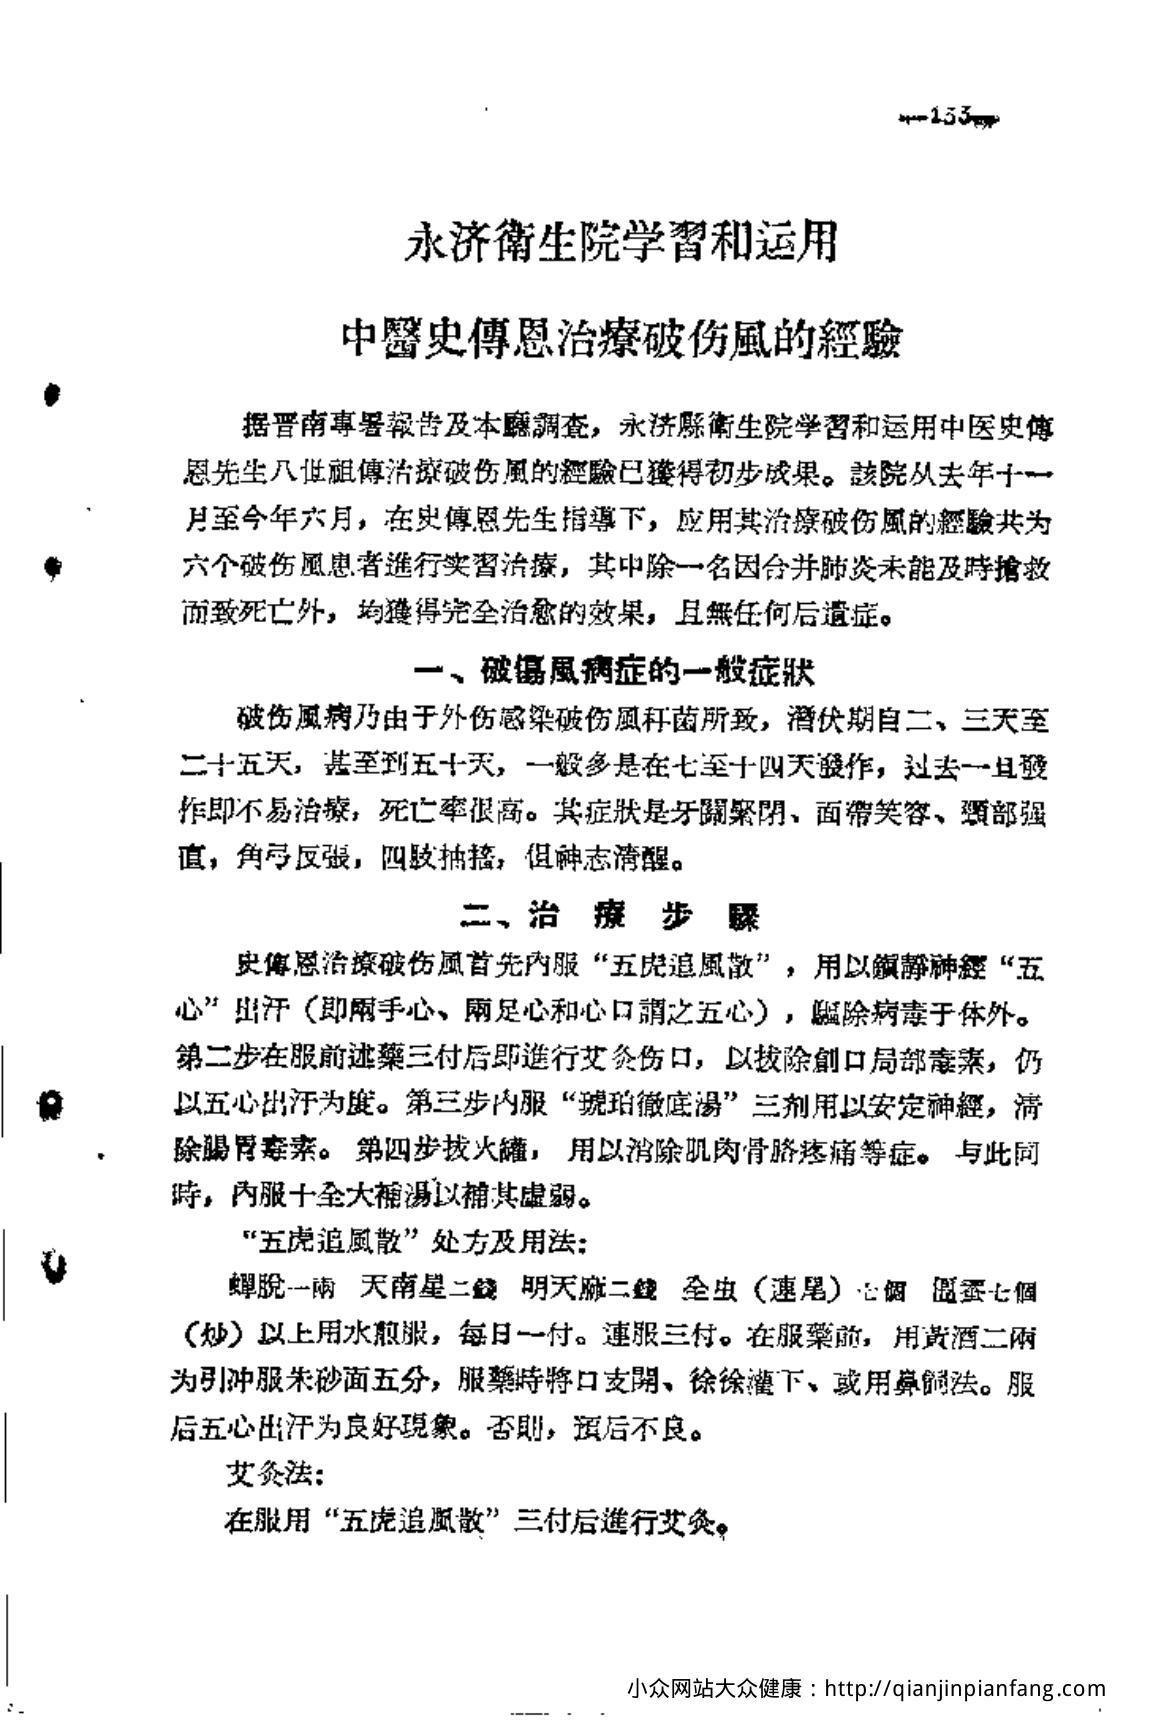 —133—
永济衛生院学習和运用
中醫史傳恩治療破伤風的經驗
据晋南專署報告及本廳調查，永济縣衛生院学習和运用中医史傳
恩先生八世祖傳治療破伤風的經驗已獲得初步成果。該院从去年十一
月至今年六月，在史傳恩先生指導下，应用其治療破伤風的經驗共为
六个破伤風患者進行实習治療，其中除一名因合并肺炎未能及時搶救
而致死亡外，均獲得完全治愈的效果，且無任何后遺症。
一、破傷風病症的一般症狀
破伤風病乃由于外伤感染破伤風秆菌所致，潛伏期自二、三天至
二十五天，甚至到五十天，一般多是在七至十四天發作，过去一旦發
作即不易治療，死亡率很高。其症狀是牙關緊閉、面帶笑容、頸部强
直，角弓反張，四肢抽搐，但神志清醒。
二、治療步驟
史傳恩治療破伤風首先內服“五虎追風散”，用以鎭靜神經“五
心”出汗（即兩手心、兩足心和心口謂之五心），驅除病毒于体外。
第二步在服前述藥三付后即進行艾灸伤口，以拔除創口局部毒素，仍
以五心出汗为度。第三步內服“琥珀徹底湯”三剂用以安定神經，淸
除腸胃毒素。第四步拔火罐，用以消除肌肉骨胳疼痛等症。与此同
時，內服十全大補湯以補其虛弱。
“五虎追風散”处方及用法：
蟬脫一兩 天南星二錢 明天麻二錢 全虫（連尾）七個 殭蚕七個
（炒）以上用水煎服，每日一付。連服三付。在服藥前，用黃酒二兩
为引冲服朱砂面五分，服藥時將口支開、徐徐灌下、或用鼻飼法。服
后五心出汗为良好現象。否則，預后不良。
艾灸法：
在服用“五虎追風散”三付后進行艾灸。
小众网站大众健康：http://qianjinpianfang.com